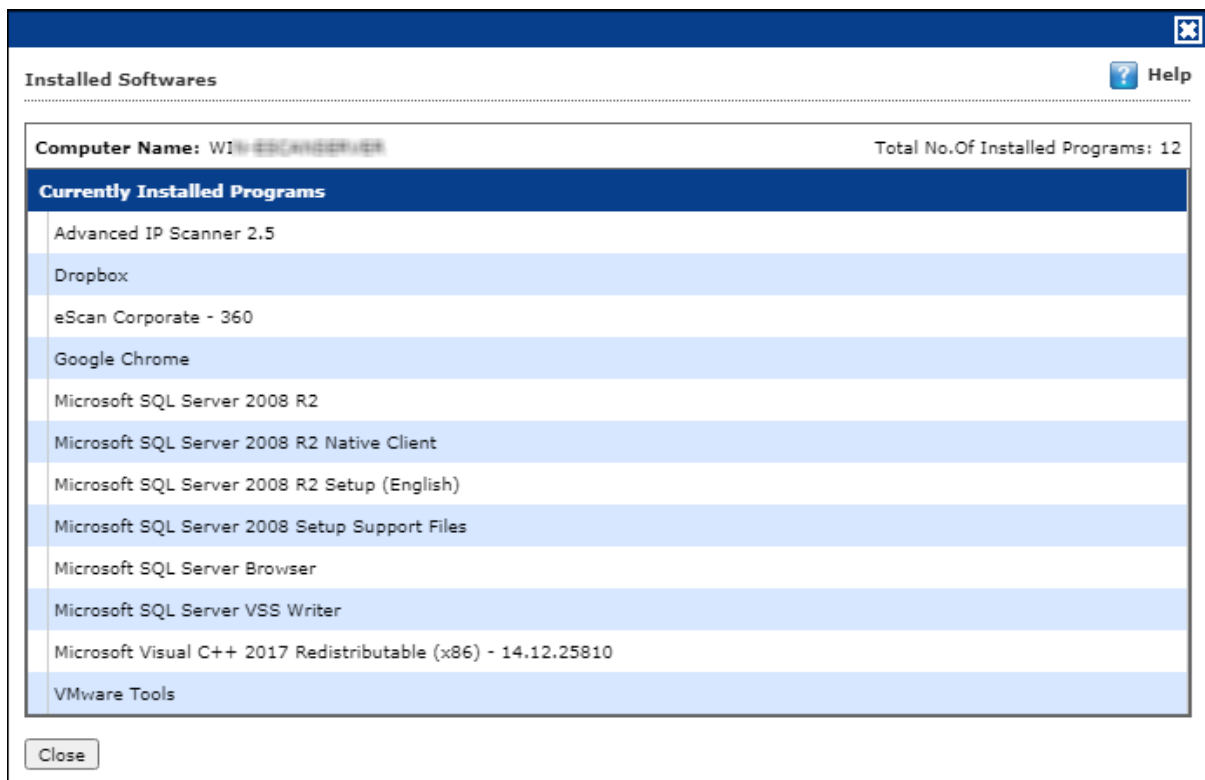 Installed Softwares
? Help
Computer Name: Total No.Of Installed Programs: 12
Currently Installed Programs
Advanced IP Scanner 2.5
Dropbox
eScan Corporate - 360
Google Chrome
Microsoft SQL Server 2008 R2
Microsoft SQL Server 2008 R2 Native Client
Microsoft SQL Server 2008 R2 Setup (English)
Microsoft SQL Server 2008 Setup Support Files
Microsoft SQL Server Browser
Microsoft SQL Server VSS Writer
Microsoft Visual C++ 2017 Redistributable (x86) - 14.12.25810
VMware Tools
Close